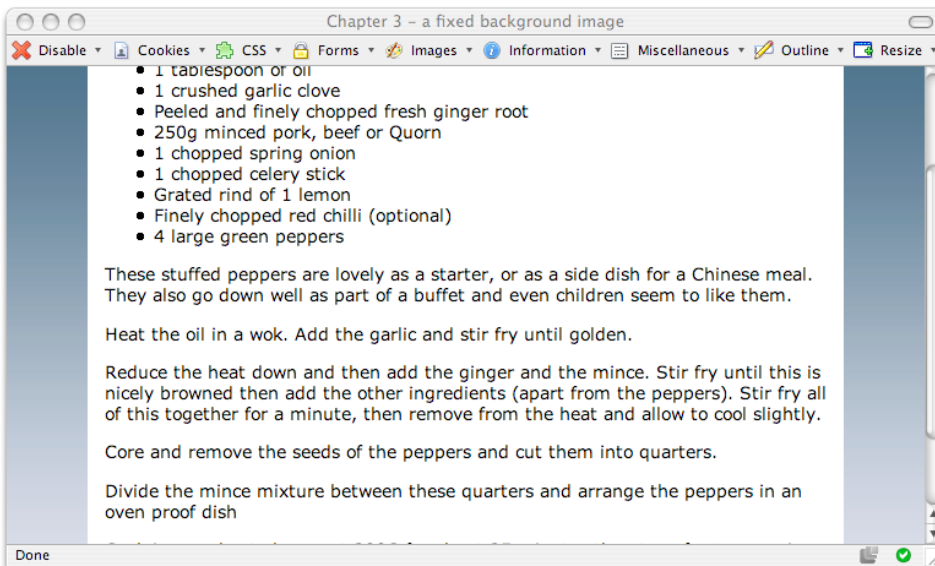 Chapter 3 – a fixed background image
Disable Cookies CSS Forms Images Information Miscellaneous Outline Resize
• 1 tablespoon of oil
• 1 crushed garlic clove
• Peeled and finely chopped fresh ginger root
• 250g minced pork, beef or Quorn
• 1 chopped spring onion
• 1 chopped celery stick
• Grated rind of 1 lemon
• Finely chopped red chilli (optional)
• 4 large green peppers
These stuffed peppers are lovely as a starter, or as a side dish for a Chinese meal.
They also go down well as part of a buffet and even children seem to like them.
Heat the oil in a wok. Add the garlic and stir fry until golden.
Reduce the heat down and then add the ginger and the mince. Stir fry until this is
nicely browned then add the other ingredients (apart from the peppers). Stir fry all
of this together for a minute, then remove from the heat and allow to cool slightly.
Core and remove the seeds of the peppers and cut them into quarters.
Divide the mince mixture between these quarters and arrange the peppers in an
oven proof dish
Done